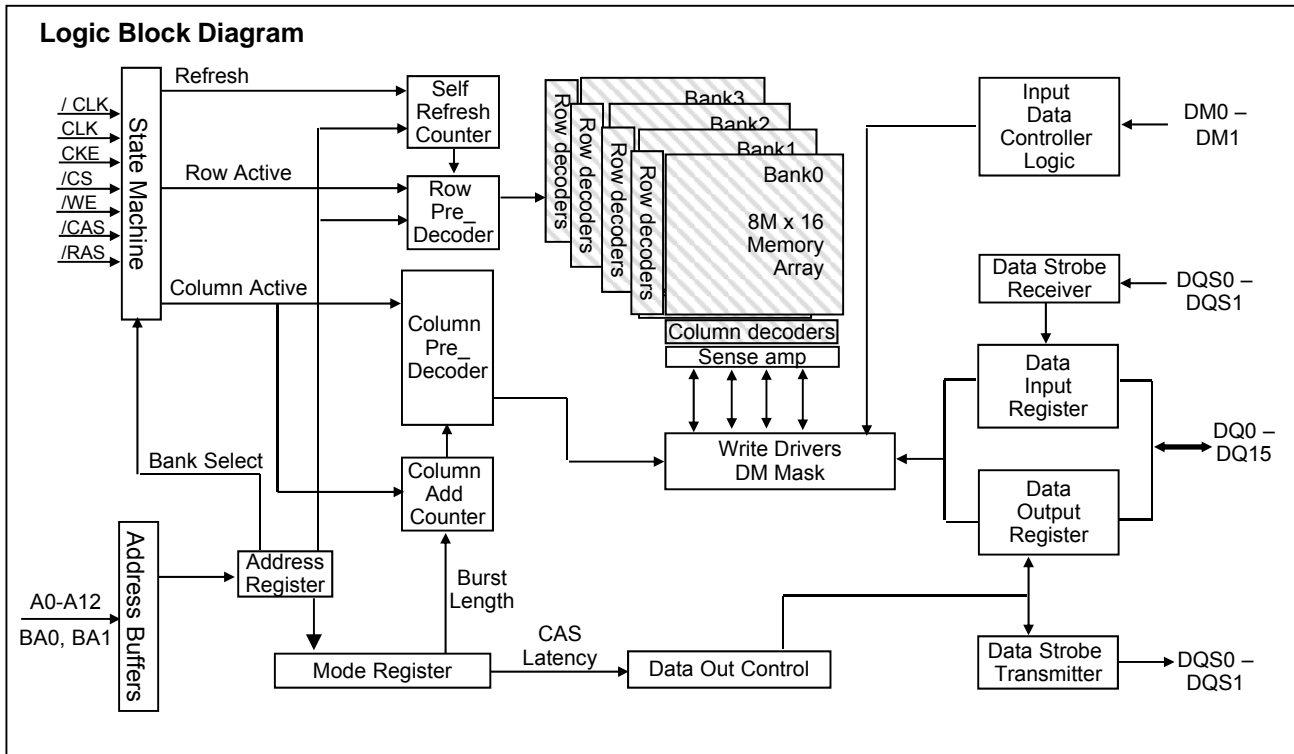 Logic Block Diagram
/ CLK
CLK
CKE
/CS
/WE
/CAS
/RAS
State Machine
Refresh
Row Active
Column Active
Bank Select
Self
Refresh
Counter
Row
Pre_
Decoder
Column
Pre_
Decoder
Column
Add
Counter
Row decoders
Row decoders
Row decoders
Row decoders
Bank3
Bank2
Bank1
Bank0
8M x 16
Memory
Array
Column decoders
Sense amp
Write Drivers
DM Mask
Input
Data
Controller
Logic
DM0 –
DM1
Data Strobe
Receiver
DQS0 –
DQS1
Data
Input
Register
DQ0 –
DQ15
Data
Output
Register
A0-A12
BA0, BA1
Address Buffers
Address
Register
Burst
Length
Mode Register
CAS
Latency
Data Out Control
Data Strobe
Transmitter
DQS0 –
DQS1